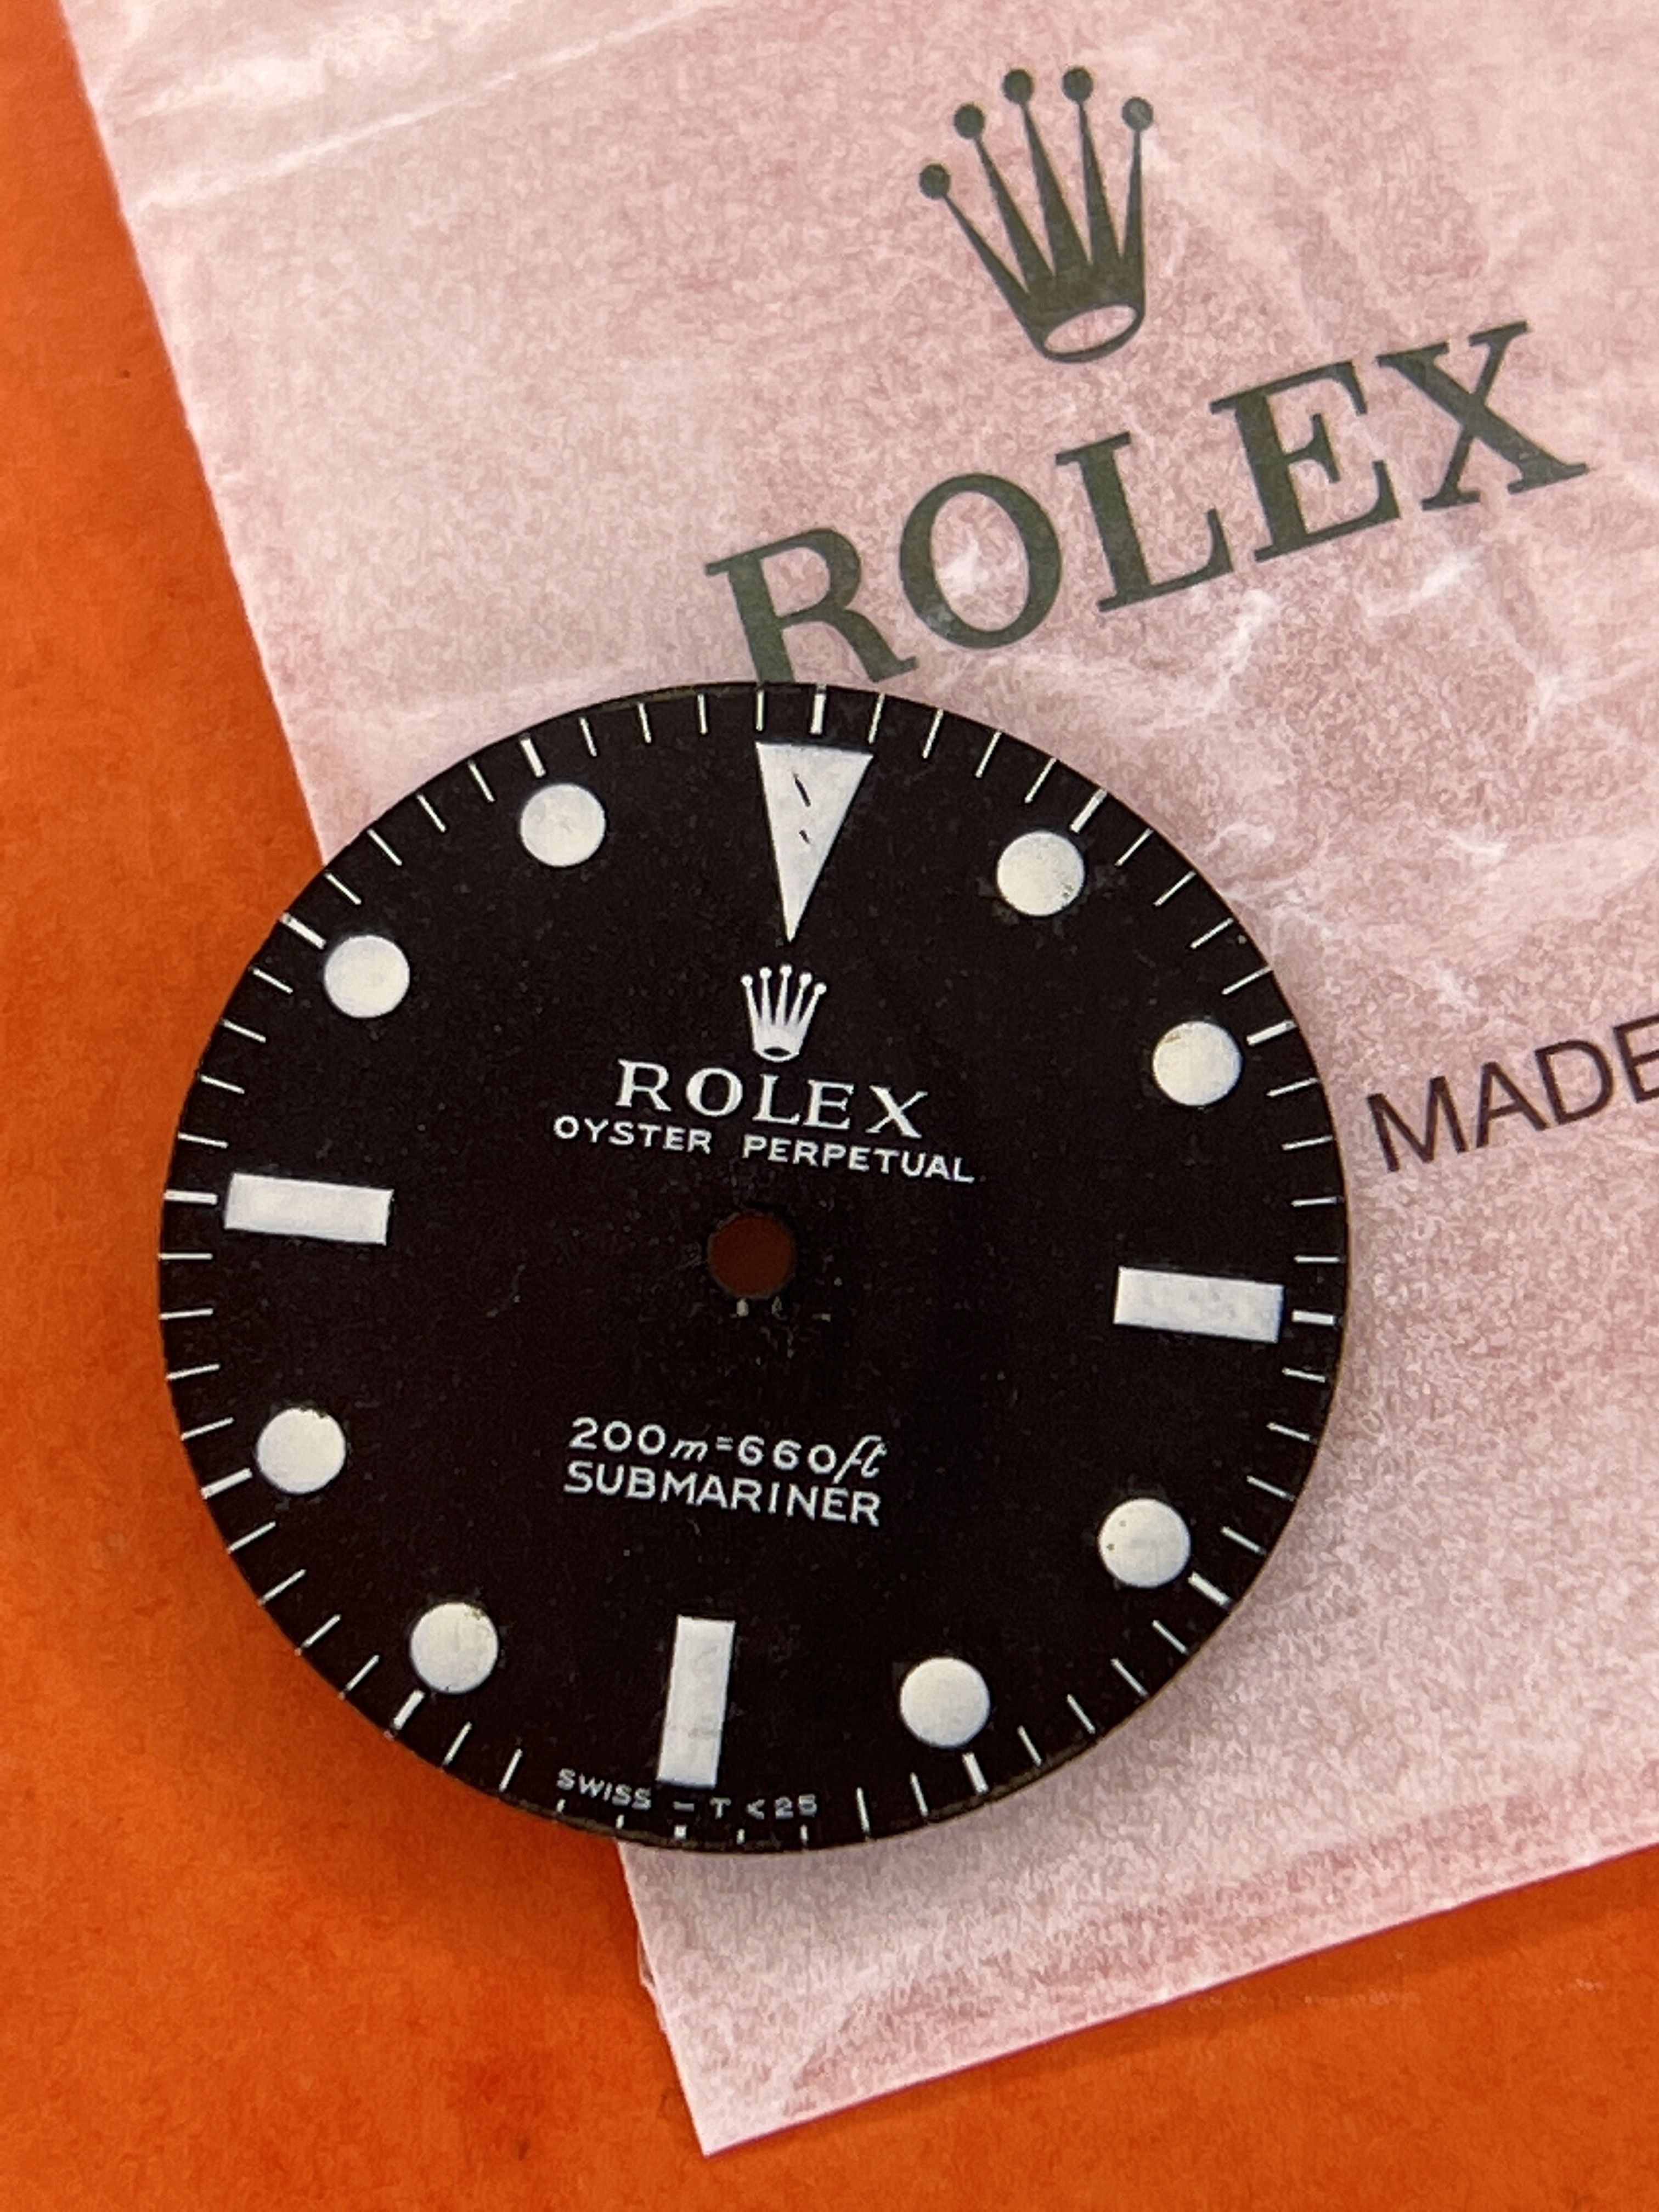 ROLEX
MADE
ROLEX
OYSTER PERPETUAL
200m=660ft
SUBMARINER
SWISS – T <25